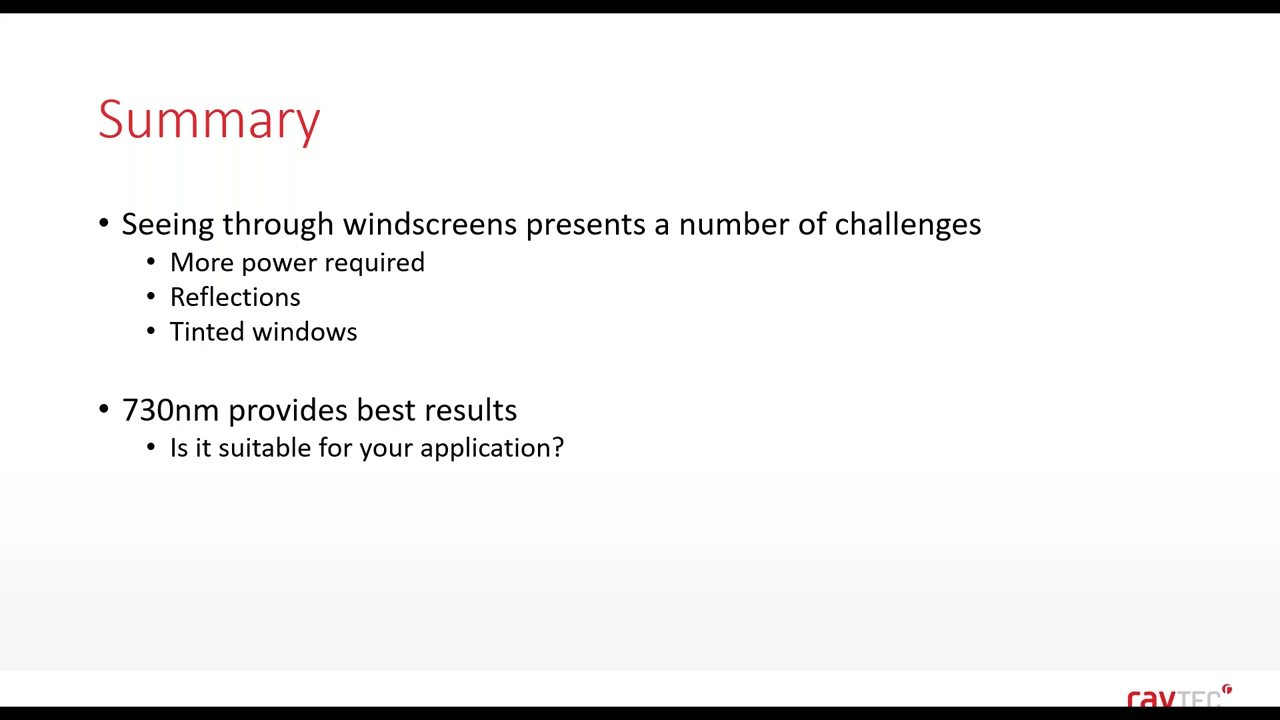 Summary
• Seeing through windscreens presents a number of challenges
• More power required
• Reflections
• Tinted windows
• 730nm provides best results
• Is it suitable for your application?
rayTEC